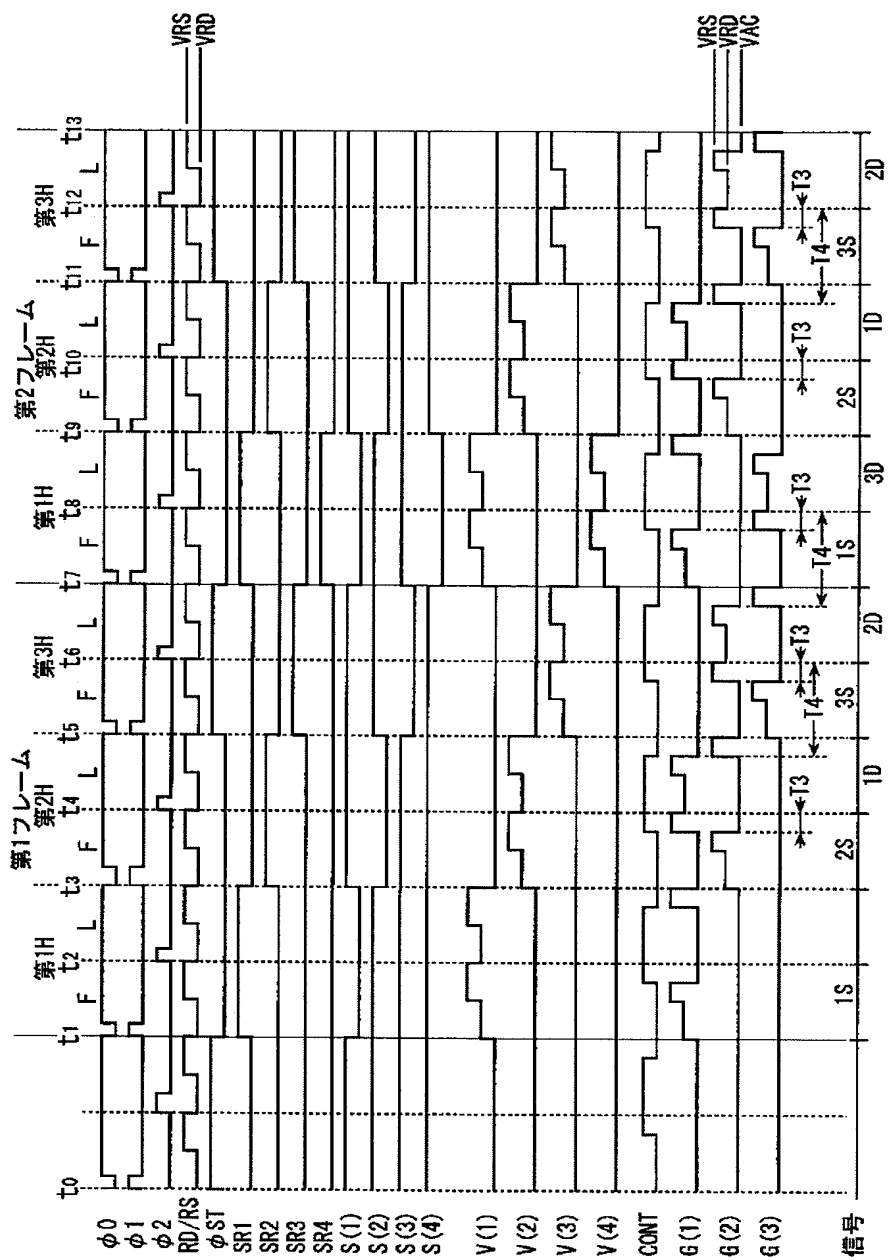 第1フレーム 第2フレーム
第1H 第2H 第3H 第1H 第2H 第3H
t0 t1 t2 t3 t4 t5 t6 t7 t8 t9 t10 t11 t12 t13
F L F L F L F L F L F L
φ0
φ1
φ2
RD/RS
VRS
VRD
φST
SR1
SR2
SR3
SR4
S(1)
S(2)
S(3)
S(4)
V(1)
V(2)
V(3)
V(4)
CONT
G(1)
G(2)
G(3)
VRS
VRD
VAC
T3 T3 T3 T3 T3
T4 T4 T4
信号 1S 2S 1D 3S 2D 1S 3D 2S 1D 3S 2D